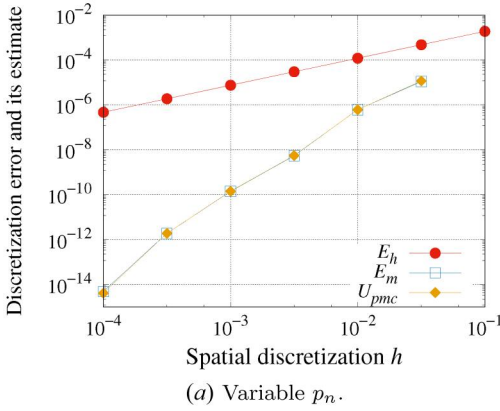 Discretization error and its estimate
10⁻²
10⁻⁴
10⁻⁶
10⁻⁸
10⁻¹⁰
10⁻¹²
10⁻¹⁴
E_h
E_m
U_pmc
10⁻⁴ 10⁻³ 10⁻² 10⁻¹
Spatial discretization h
(a) Variable p_n.